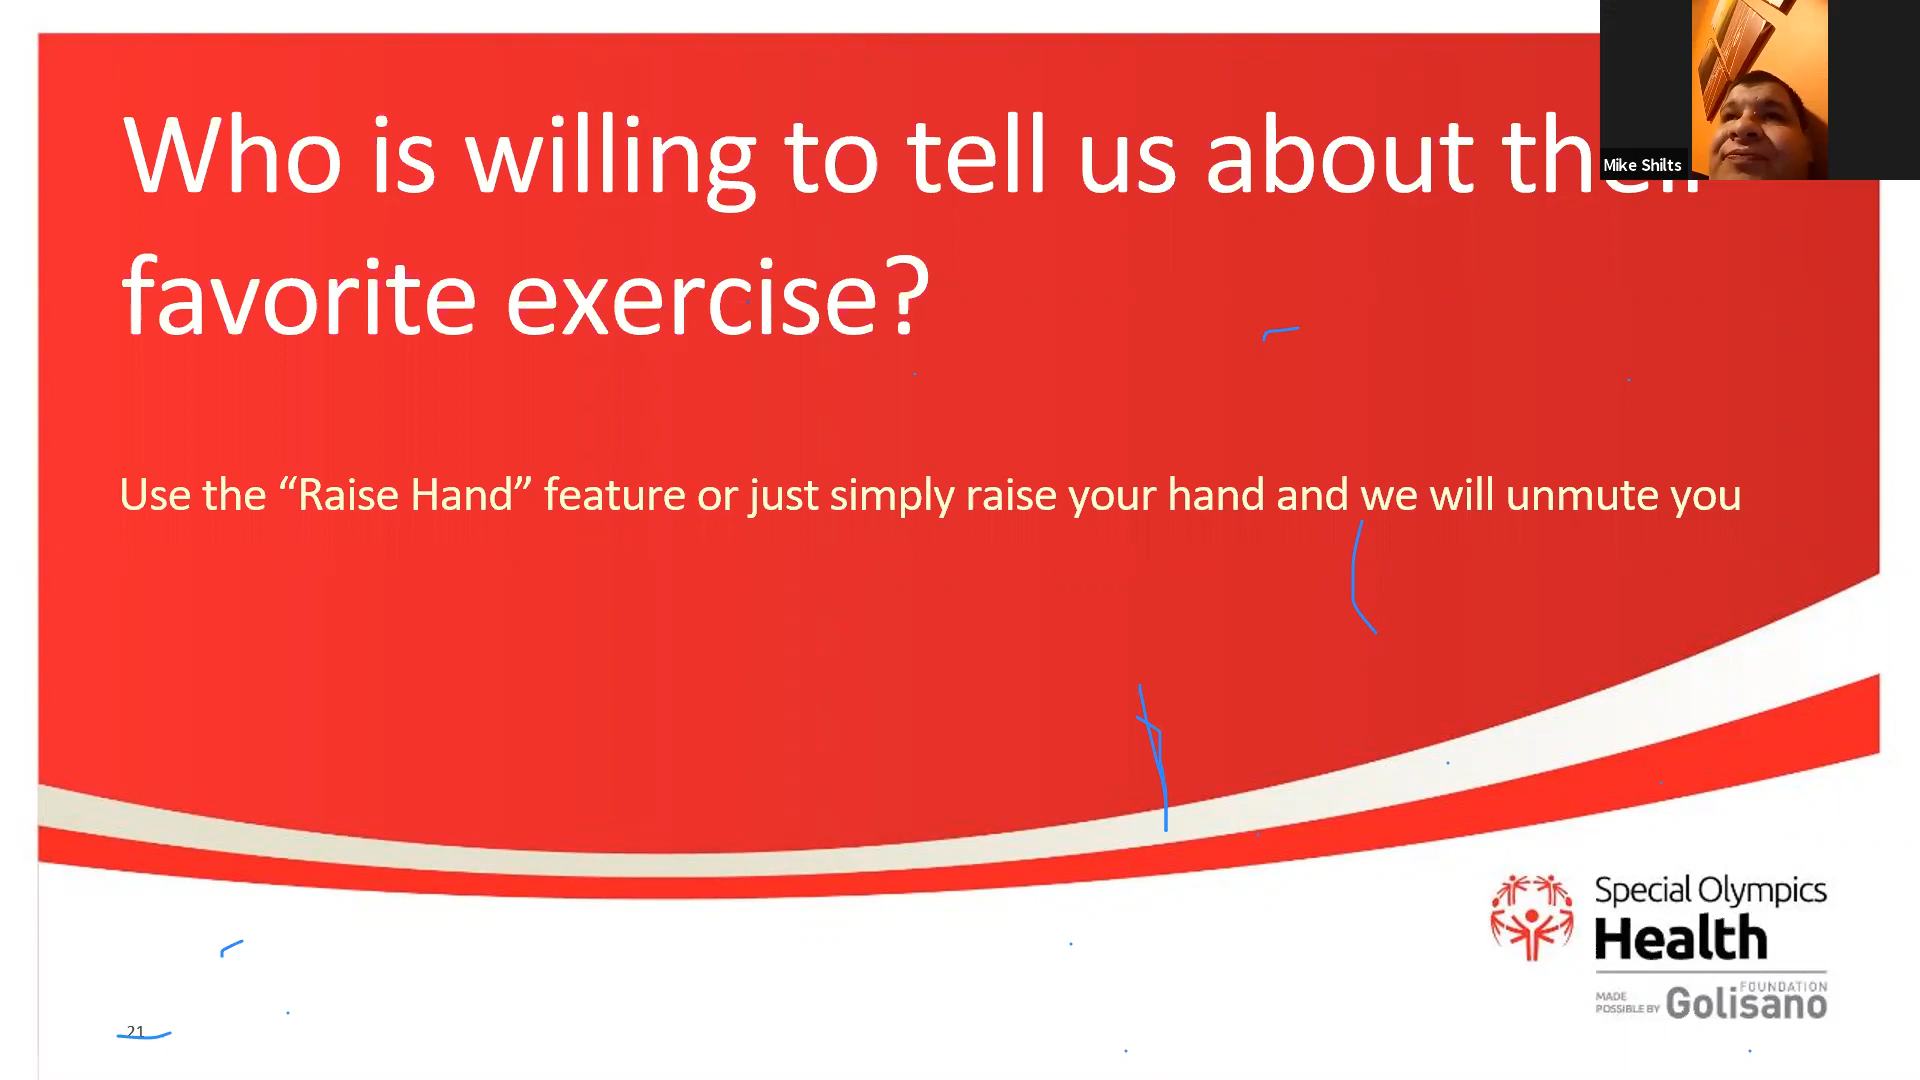 Who is willing to tell us about their
favorite exercise?
Mike Shilts
Use the “Raise Hand” feature or just simply raise your hand and we will unmute you
Special Olympics
Health
MADE
POSSIBLE BY
FOUNDATION
Golisano
21